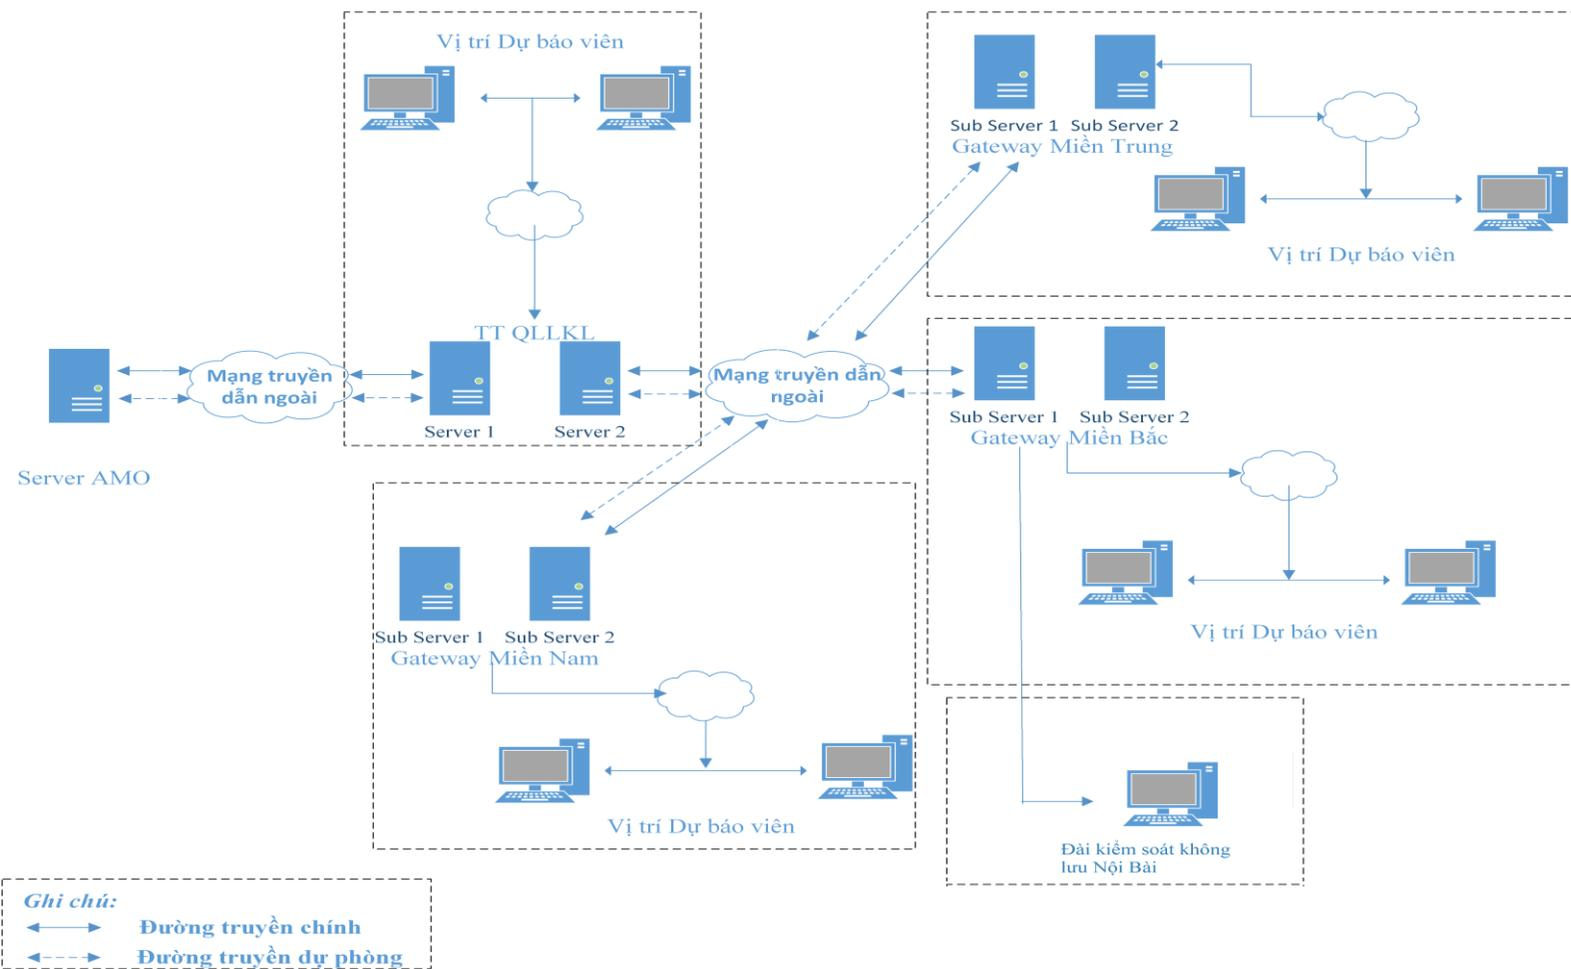 Vị trí Dự báo viên
Sub Server 1 Sub Server 2
Gateway Miền Trung
Vị trí Dự báo viên
TT QLLKL
Mạng truyền
dẫn ngoài
Server 1 Server 2
Mạng truyền dẫn
ngoài
Sub Server 1 Sub Server 2
Gateway Miền Bắc
Server AMO
Vị trí Dự báo viên
Sub Server 1 Sub Server 2
Gateway Miền Nam
Vị trí Dự báo viên
Đài kiểm soát không
lưu Nội Bài
Ghi chú:
Đường truyền chính
Đường truyền dự phòng